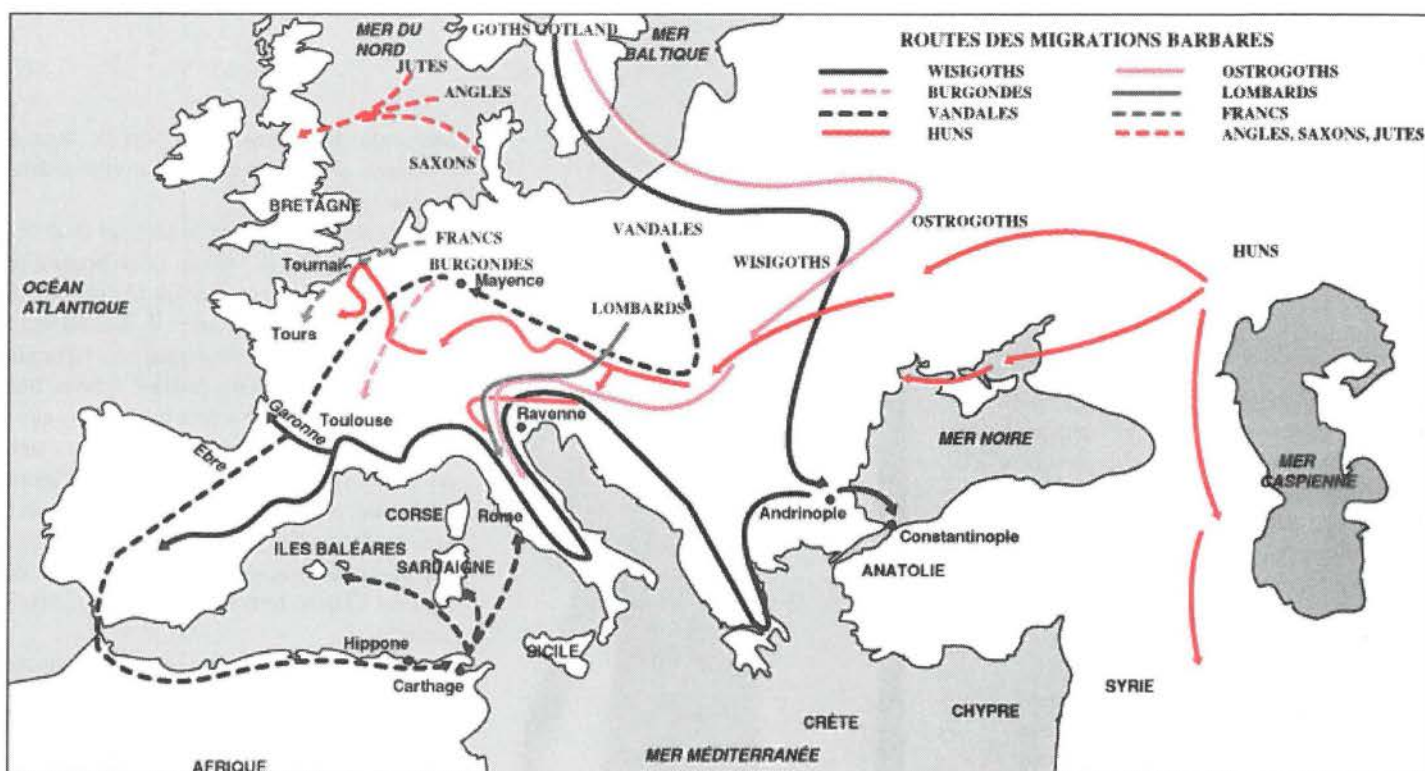 ROUTES DES MIGRATIONS BARBARES
WISIGOTHS
BURGONDES
VANDALES
HUNS
OSTROGOTHS
LOMBARDS
FRANCS
ANGLES, SAXONS, JUTES
MER DU
NORD
GOTHS GOTLAND
MER
BALTIQUE
JUTES
ANGLES
SAXONS
BRETAGNE
VANDALES
OSTROGOTHS
FRANCS
HUNS
Tournai
BURGONDES
WISIGOTHS
Mayence
OCÉAN
ATLANTIQUE
LOMBARDS
Tours
Garonne
Toulouse
Ravenne
Ebre
MER NOIRE
MER
CASPIENNE
Andrinople
CORSE
Rome
Constantinople
ILES BALÉARES
SARDAIGNE
ANATOLIE
Hippone
SICILE
Carthage
SYRIE
CRÈTE
CHYPRE
MER MÉDITERRANÉE
AFRIQUE